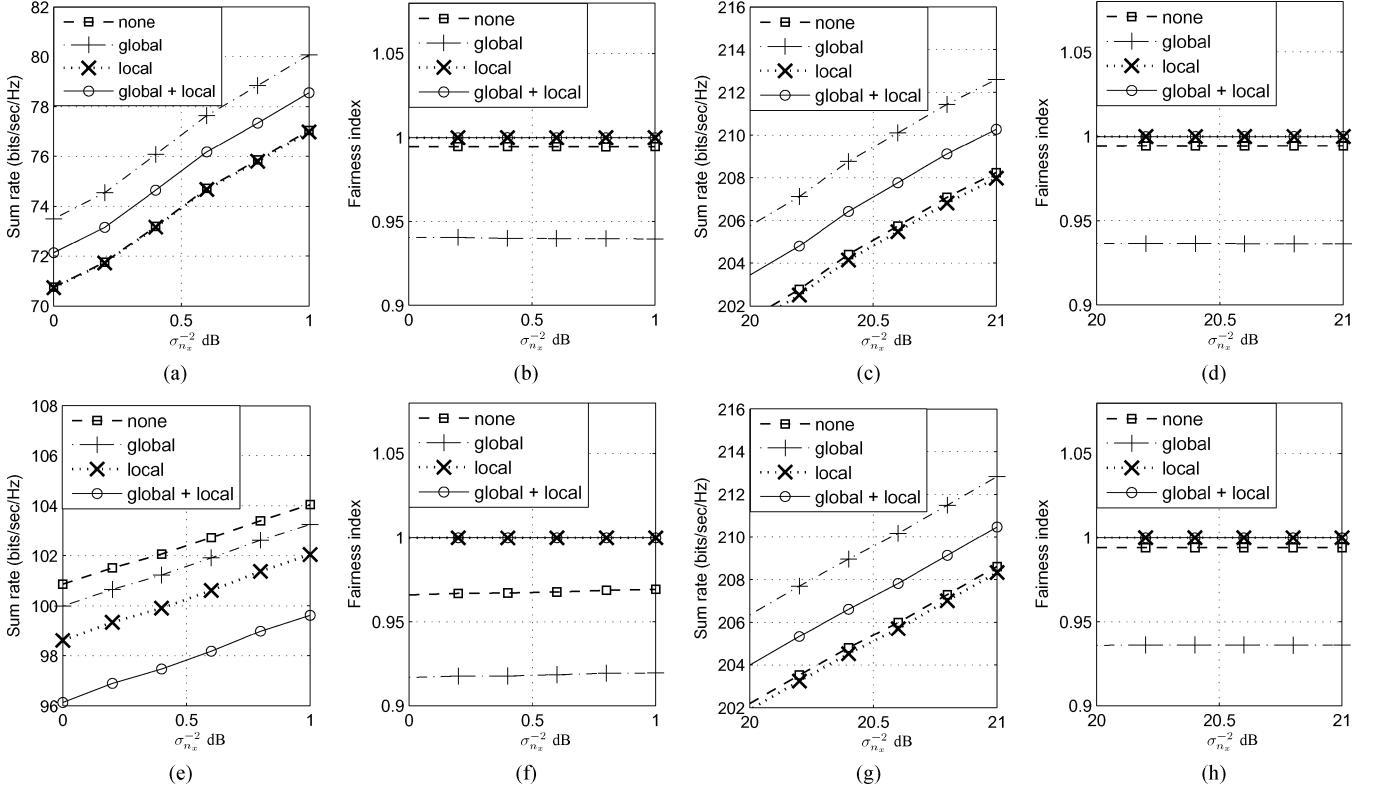 82
80
78
76
74
72
70
Sum rate (bits/sec/Hz)
none
global
local
global + local
0
0.5
1
σ_{n_x}^{-2} dB
(a)
1.05
1
0.95
0.9
Fairness index
none
global
local
global + local
0
0.5
1
σ_{n_x}^{-2} dB
(b)
216
214
212
210
208
206
204
202
Sum rate (bits/sec/Hz)
none
global
local
global + local
20
20.5
21
σ_{n_x}^{-2} dB
(c)
1.05
1
0.95
0.9
Fairness index
none
global
local
global + local
20
20.5
21
σ_{n_x}^{-2} dB
(d)
108
106
104
102
100
98
96
Sum rate (bits/sec/Hz)
none
global
local
global + local
0
0.5
1
σ_{n_x}^{-2} dB
(e)
1.05
1
0.95
0.9
Fairness index
none
global
local
global + local
0
0.5
1
σ_{n_x}^{-2} dB
(f)
216
214
212
210
208
206
204
202
Sum rate (bits/sec/Hz)
none
global
local
global + local
20
20.5
21
σ_{n_x}^{-2} dB
(g)
1.05
1
0.95
0.9
Fairness index
none
global
local
global + local
20
20.5
21
σ_{n_x}^{-2} dB
(h)